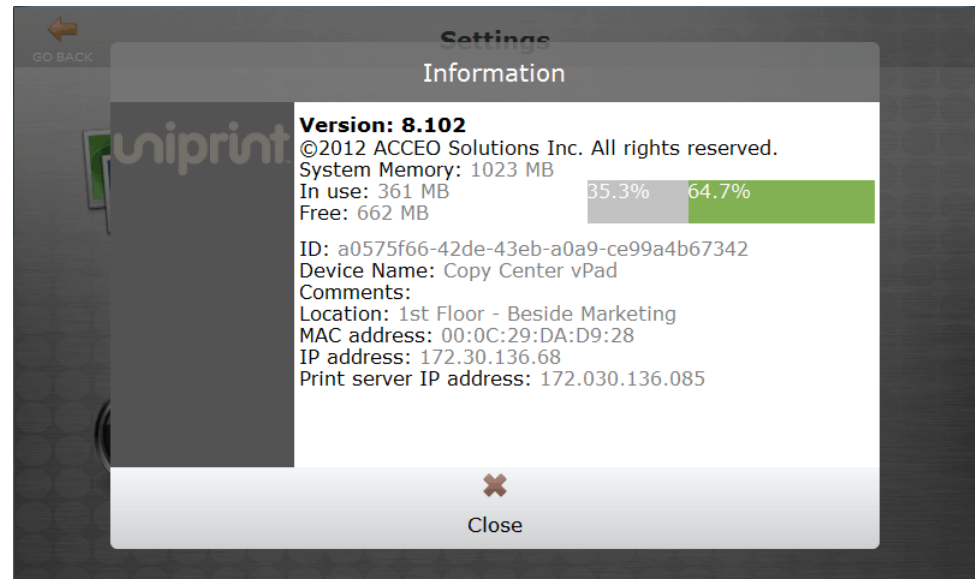 Settings
GO BACK
Information
uniprint
Version: 8.102
©2012 ACCEO Solutions Inc. All rights reserved.
System Memory: 1023 MB
In use: 361 MB
35.3% 64.7%
Free: 662 MB
ID: a0575f66-42de-43eb-a0a9-ce99a4b67342
Device Name: Copy Center vPad
Comments:
Location: 1st Floor - Beside Marketing
MAC address: 00:0C:29:DA:D9:28
IP address: 172.30.136.68
Print server IP address: 172.030.136.085
Close